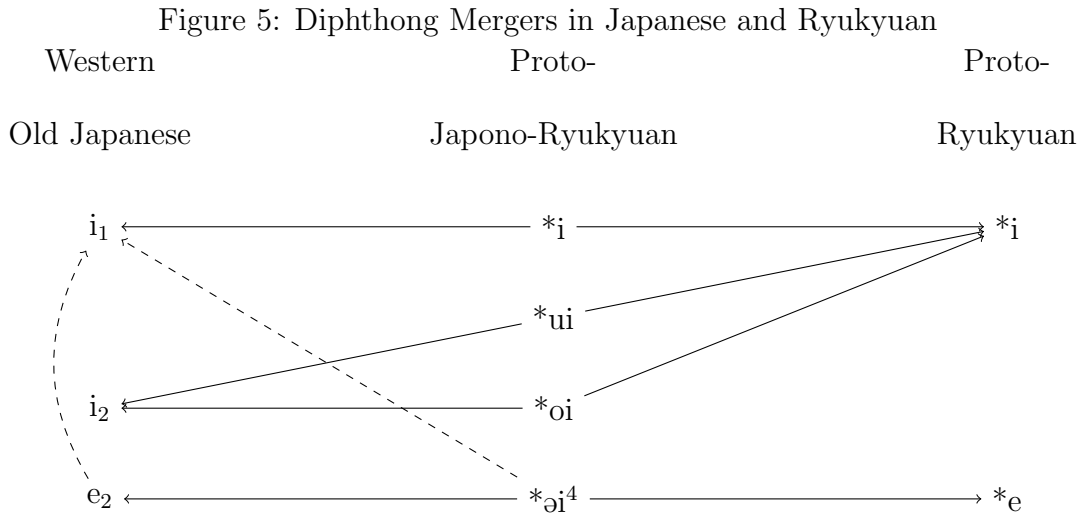 Figure 5: Diphthong Mergers in Japanese and Ryukyuan
Western Proto- Proto-
Old Japanese Japono-Ryukyuan Ryukyuan
i₁ *i *i
*ui
i₂ *oi
e₂ *əi⁴ *e